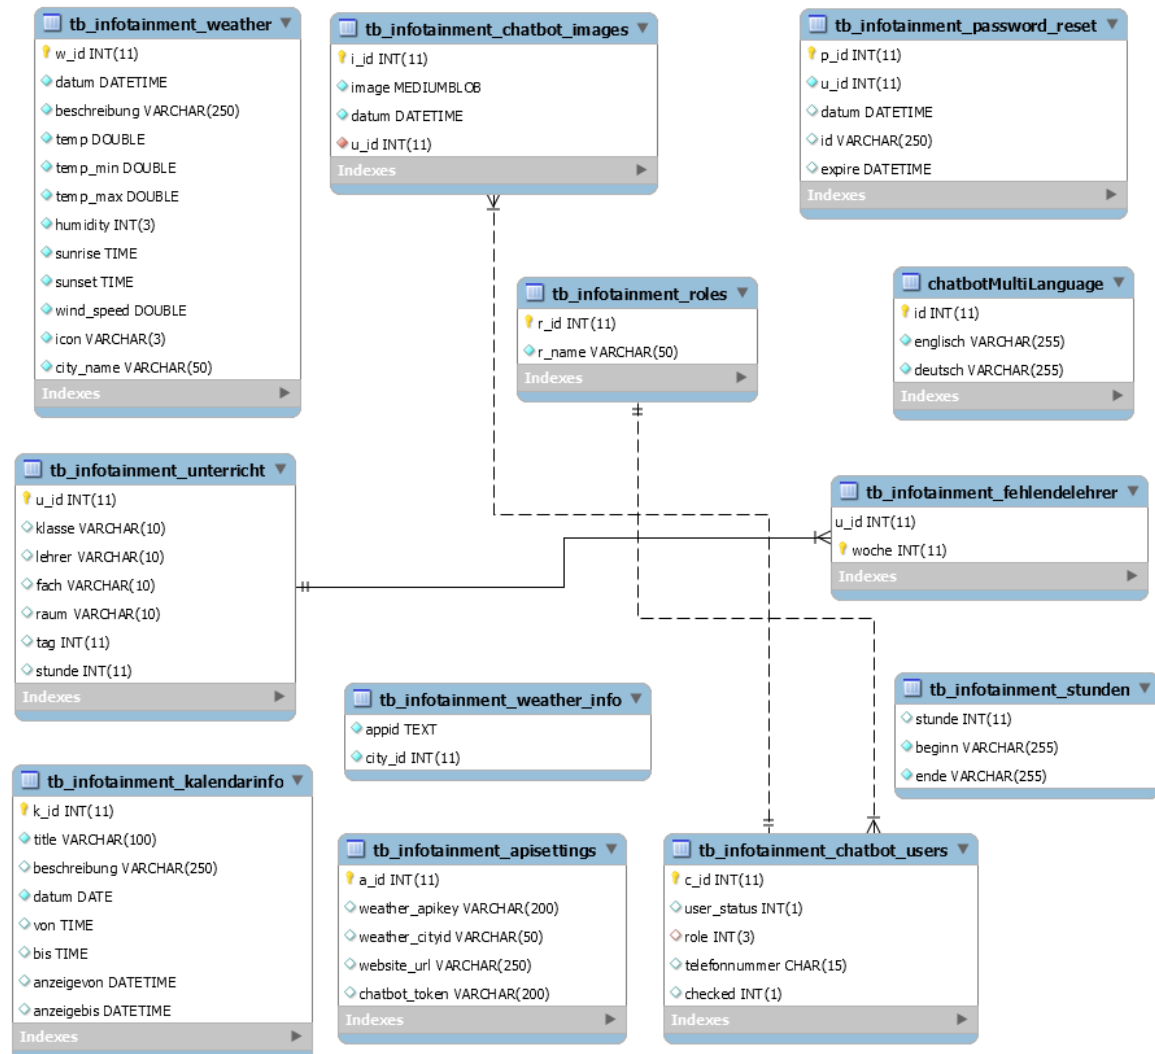 tb_infotainment_weather
w_id INT(11)
datum DATETIME
beschreibung VARCHAR(250)
temp DOUBLE
temp_min DOUBLE
temp_max DOUBLE
humidity INT(3)
sunrise TIME
sunset TIME
wind_speed DOUBLE
icon VARCHAR(3)
city_name VARCHAR(50)
Indexes
tb_infotainment_chatbot_images
i_id INT(11)
image MEDIUMBLOB
datum DATETIME
u_id INT(11)
Indexes
tb_infotainment_password_reset
p_id INT(11)
u_id INT(11)
datum DATETIME
id VARCHAR(250)
expire DATETIME
Indexes
tb_infotainment_roles
r_id INT(11)
r_name VARCHAR(50)
Indexes
chatbotMultiLanguage
id INT(11)
englisch VARCHAR(255)
deutsch VARCHAR(255)
Indexes
tb_infotainment_unterricht
u_id INT(11)
klasse VARCHAR(10)
lehrer VARCHAR(10)
fach VARCHAR(10)
raum VARCHAR(10)
tag INT(11)
stunde INT(11)
Indexes
tb_infotainment_fehlendelehrer
u_id INT(11)
woche INT(11)
Indexes
tb_infotainment_weather_info
appid TEXT
city_id INT(11)
tb_infotainment_stunden
stunde INT(11)
beginn VARCHAR(255)
ende VARCHAR(255)
tb_infotainment_kalendarinfo
k_id INT(11)
title VARCHAR(100)
beschreibung VARCHAR(250)
datum DATE
von TIME
bis TIME
anzeigevon DATETIME
anzeigebis DATETIME
Indexes
tb_infotainment_apisettings
a_id INT(11)
weather_apikey VARCHAR(200)
weather_cityid VARCHAR(50)
website_url VARCHAR(250)
chatbot_token VARCHAR(200)
Indexes
tb_infotainment_chatbot_users
c_id INT(11)
user_status INT(1)
role INT(3)
telefonnummer CHAR(15)
checked INT(1)
Indexes